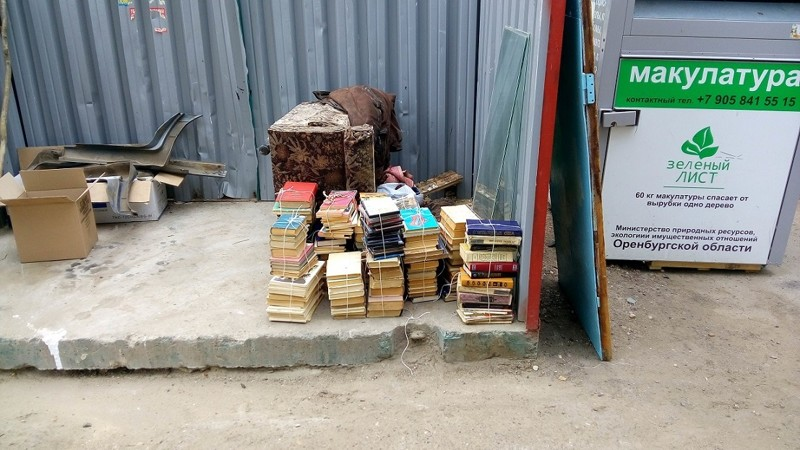 макулатура
контактный тел. +7 905 841 55 15
зеленый
ЛИСТ
60 кг макулатуры спасает от
вырубки одно дерево
Министерство природных ресурсов,
экологиии имущественных отношений
Оренбургской области